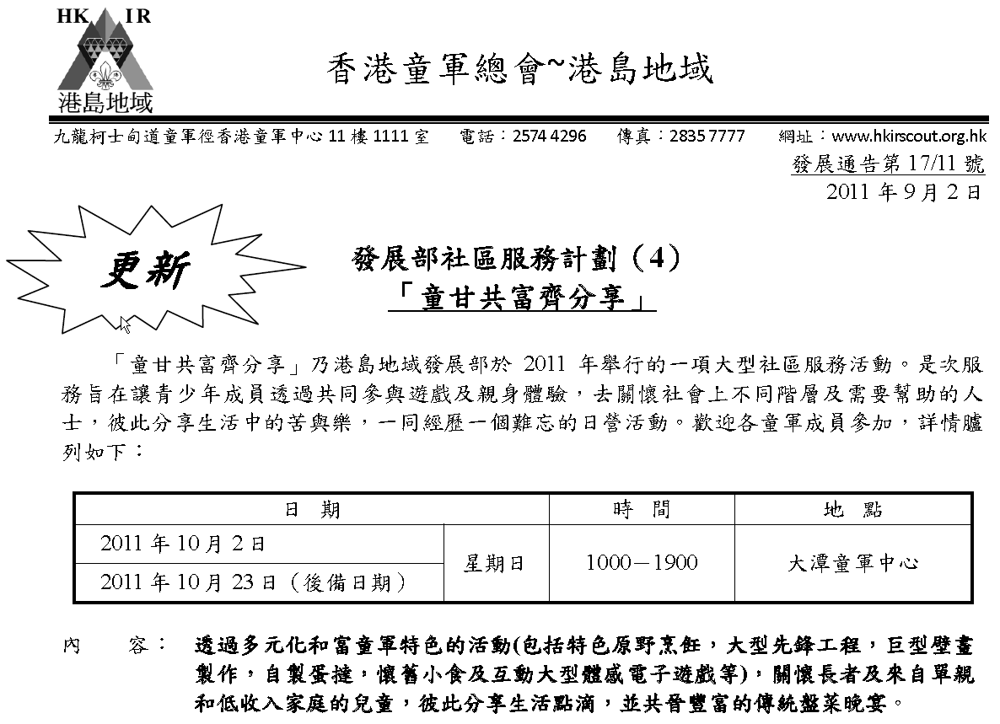 HK IR
港島地域
香港童軍總會~港島地域
九龍柯士甸道童軍徑香港童軍中心 11 樓 1111 室 電話：2574 4296 傳真：2835 7777 網址：www.hkirscout.org.hk
發展通告第 17/11 號
2011 年 9 月 2 日
更新
發展部社區服務計劃（4）
「童甘共富齊分享」
「童甘共富齊分享」乃港島地域發展部於 2011 年舉行的一項大型社區服務活動。是次服
務旨在讓青少年成員透過共同參與遊戲及親身體驗，去關懷社會上不同階層及需要幫助的人
士，彼此分享生活中的苦與樂，一同經歷一個難忘的日營活動。歡迎各童軍成員參加，詳情臚
列如下：
日 期 時 間 地 點
2011 年 10 月 2 日
星期日 1000－1900 大潭童軍中心
2011 年 10 月 23 日（後備日期）
內 容： 透過多元化和富童軍特色的活動(包括特色原野烹飪，大型先鋒工程，巨型壁畫
製作，自製蛋撻，懷舊小食及互動大型體感電子遊戲等)，關懷長者及來自單親
和低收入家庭的兒童，彼此分享生活點滴，並共晉豐富的傳統盤菜晚宴。